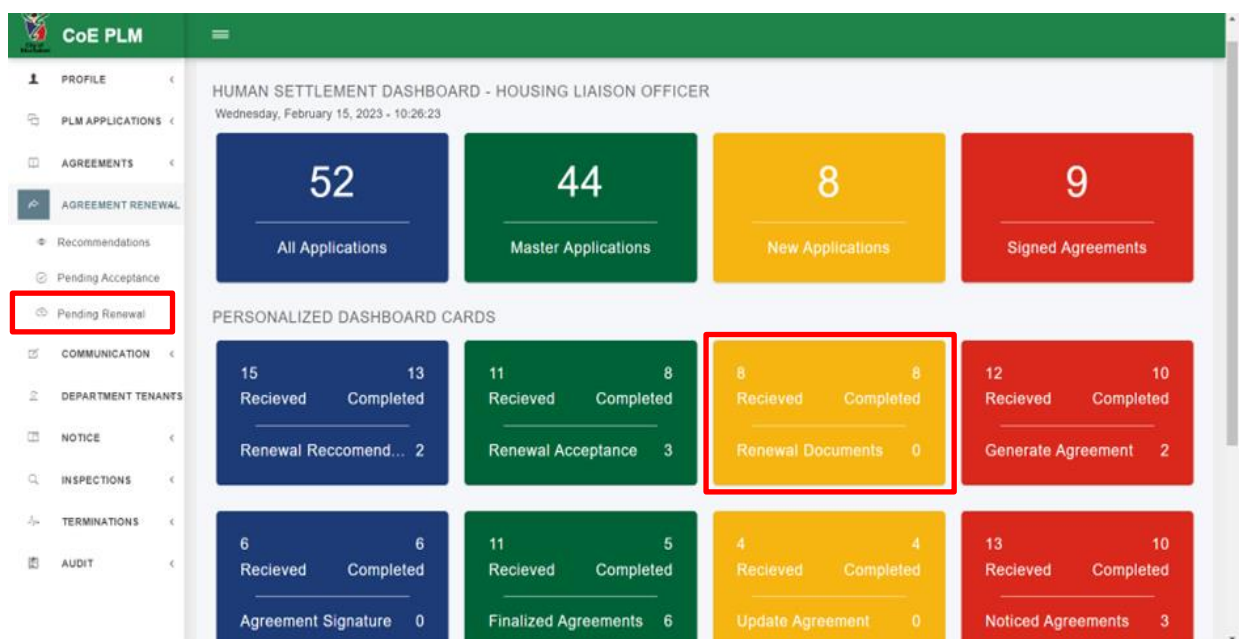 CoE PLM
PROFILE
PLM APPLICATIONS
AGREEMENTS
AGREEMENT RENEWAL
Recommendations
Pending Acceptance
Pending Renewal
COMMUNICATION
DEPARTMENT TENANTS
NOTICE
INSPECTIONS
TERMINATIONS
AUDIT
HUMAN SETTLEMENT DASHBOARD - HOUSING LIAISON OFFICER
Wednesday, February 15, 2023 - 10:26:23
52
All Applications
44
Master Applications
8
New Applications
9
Signed Agreements
PERSONALIZED DASHBOARD CARDS
15 13
Recieved Completed
Renewal Reccomend... 2
11 8
Recieved Completed
Renewal Acceptance 3
8 8
Recieved Completed
Renewal Documents 0
12 10
Recieved Completed
Generate Agreement 2
6 6
Recieved Completed
Agreement Signature 0
11 5
Recieved Completed
Finalized Agreements 6
4 4
Recieved Completed
Update Agreement 0
13 10
Recieved Completed
Noticed Agreements 3